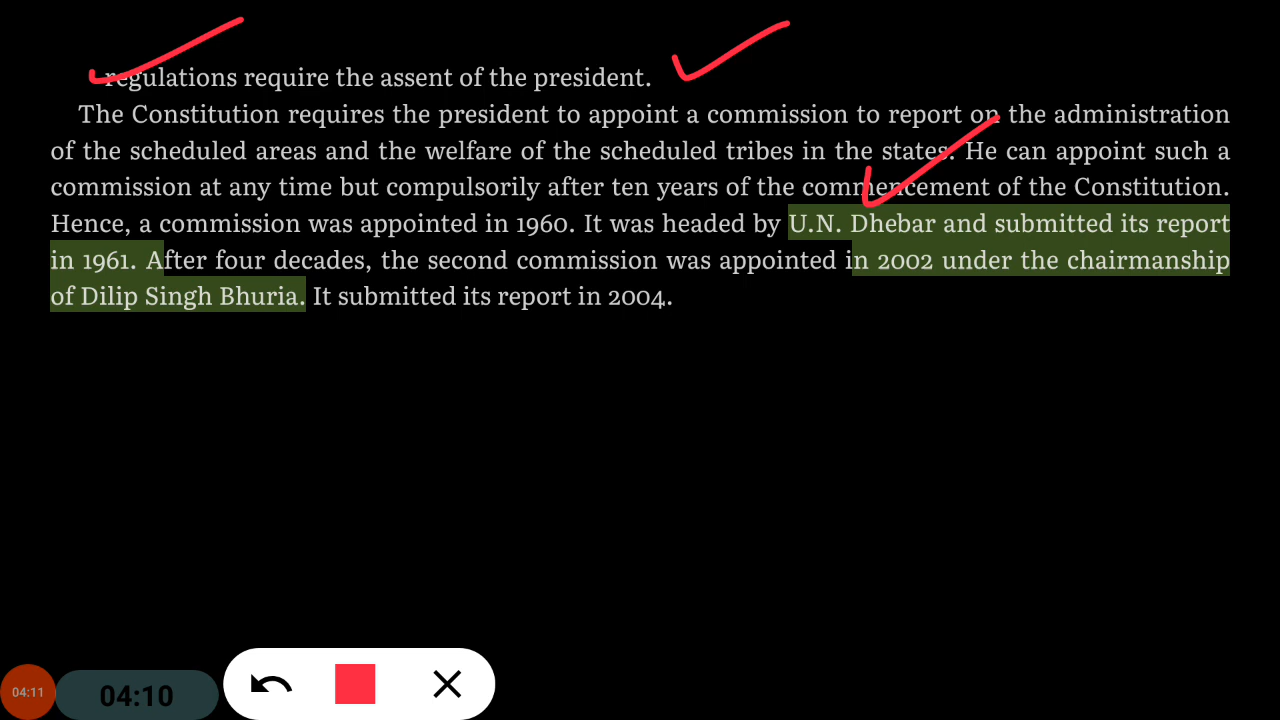 regulations require the assent of the president.
The Constitution requires the president to appoint a commission to report on the administration
of the scheduled areas and the welfare of the scheduled tribes in the states. He can appoint such a
commission at any time but compulsorily after ten years of the commencement of the Constitution.
Hence, a commission was appointed in 1960. It was headed by U.N. Dhebar and submitted its report
in 1961. After four decades, the second commission was appointed in 2002 under the chairmanship
of Dilip Singh Bhuria. It submitted its report in 2004.
04:11
04:10